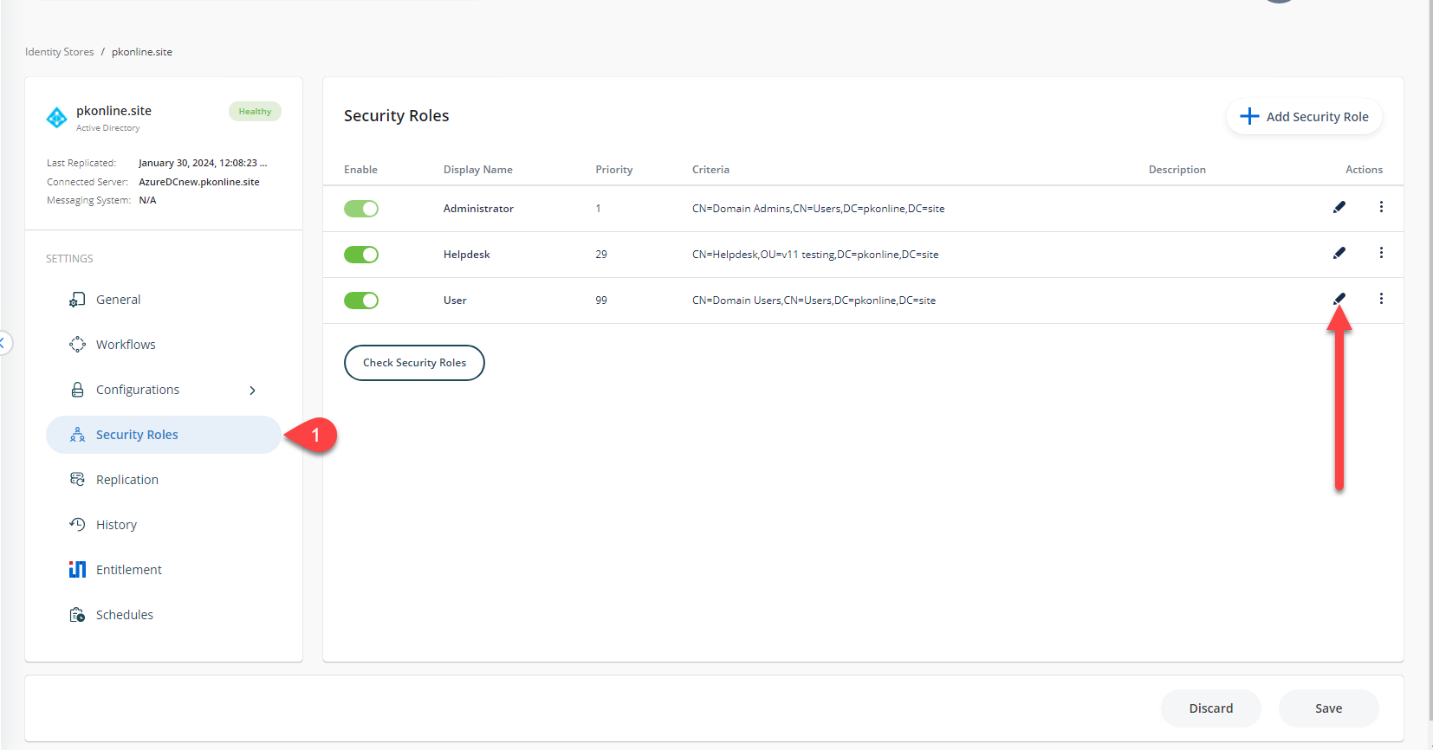 Identity Stores / pkonline.site
pkonline.site
Healthy
Active Directory
Last Replicated: January 30, 2024, 12:08:23 ...
Connected Server: AzureDCnew.pkonline.site
Messaging System: N/A
SETTINGS
General
Workflows
Configurations
Security Roles
1
Replication
History
Entitlement
Schedules
Security Roles
Add Security Role
Enable Display Name Priority Criteria Description Actions
Administrator 1 CN=Domain Admins,CN=Users,DC=pkonline,DC=site
Helpdesk 29 CN=Helpdesk,OU=v11 testing,DC=pkonline,DC=site
User 99 CN=Domain Users,CN=Users,DC=pkonline,DC=site
Check Security Roles
Discard Save